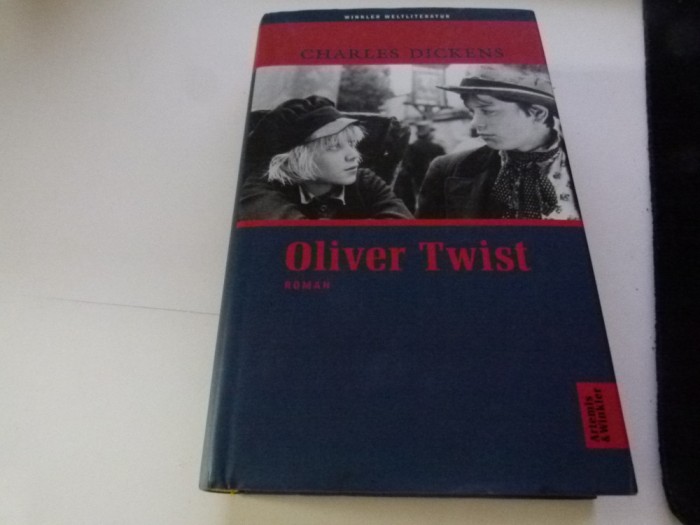 WINKLER WELTLITERATUR
CHARLES DICKENS
Oliver Twist
ROMAN
Artemis
& Winkler